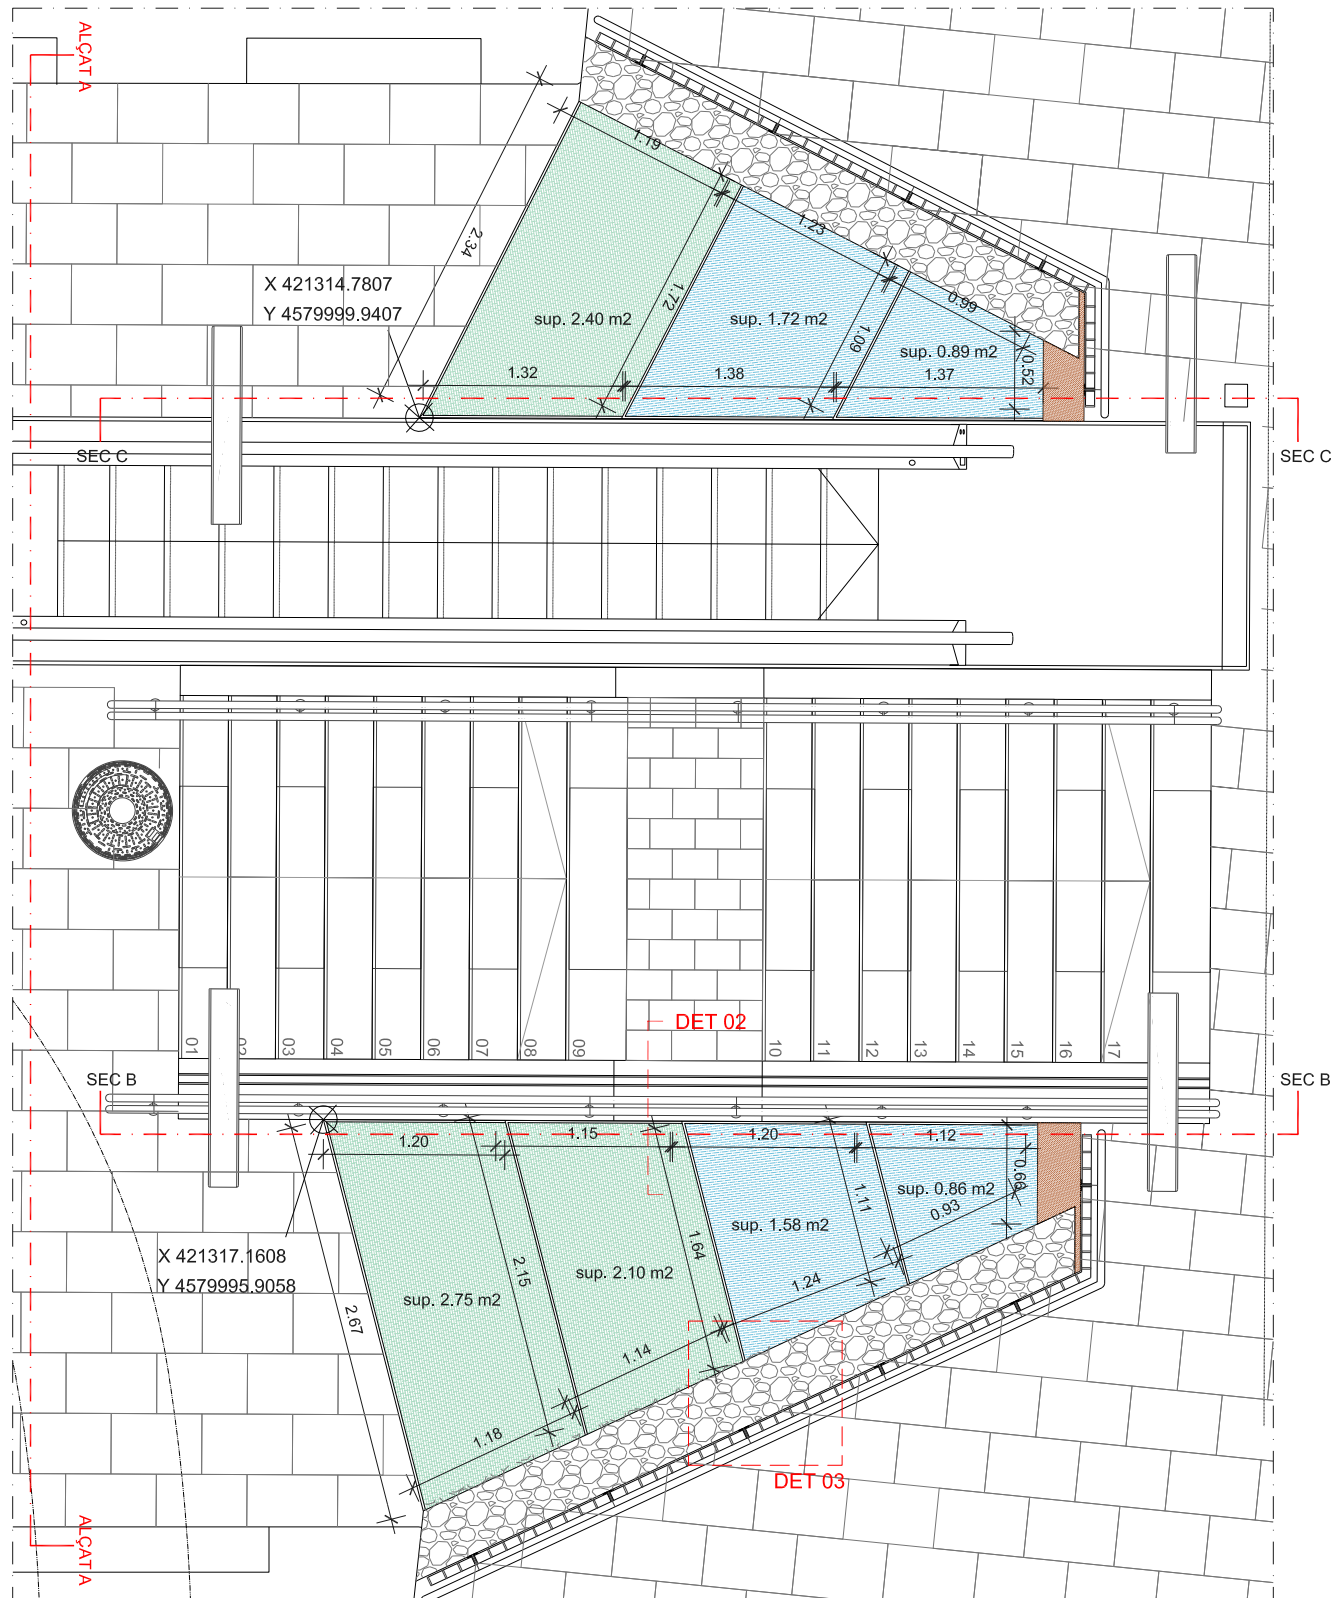 ALÇAT A
1.19
2.34
1.23
X 421314.7807
Y 4579999.9407
1.72
0.99
sup. 2.40 m2
sup. 1.72 m2
1.09
sup. 0.89 m2
0.52
1.32
1.38
1.37
SEC C
SEC C
01
02
03
04
05
06
07
08
09
10
11
12
13
14
15
16
17
DET 02
SEC B
SEC B
1.20
1.15
1.20
1.12
0.66
sup. 0.86 m2
0.93
1.11
sup. 1.58 m2
1.64
X 421317.1608
Y 4579995.9058
2.15
sup. 2.10 m2
1.24
sup. 2.75 m2
2.67
1.14
1.18
DET 03
ALÇAT A